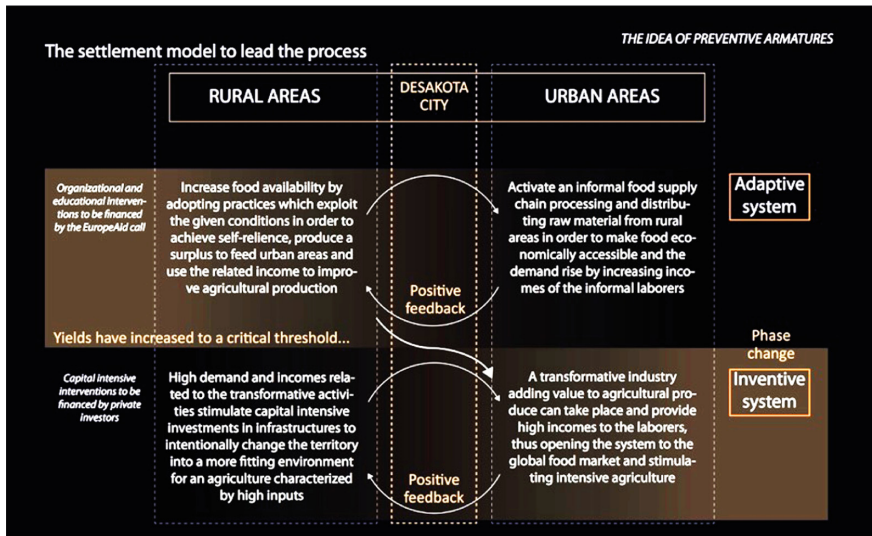 THE IDEA OF PREVENTIVE ARMATURES
The settlement model to lead the process
RURAL AREAS
DESAKOTA
CITY
URBAN AREAS
Organizational and
educational interven-
tions to be financed
by the EuropeAid call
Increase food availability by
adopting practices which exploit
the given conditions in order to
achieve self-relience, produce a
surplus to feed urban areas and
use the related income to impro-
ve agricultural production
Positive
feedback
Activate an informal food supply
chain processing and distribu-
ting raw material from rural
areas in order to make food eco-
nomically accessible and the
demand rise by increasing inco-
mes of the informal laborers
Adaptive
system
Yields have increased to a critical threshold...
Phase
change
Capital intensive
interventions to be
financed by private
investors
High demand and incomes rela-
ted to the transformative activi-
ties stimulate capital intensive
investments in infrastructures to
intentionally change the territory
into a more fitting environment
for an agriculture characterized
by high inputs
Positive
feedback
A transformative industry
adding value to agricultural pro-
duce can take place and provide
high incomes to the laborers,
thus opening the system to the
global food market and stimula-
ting intensive agriculture
Inventive
system